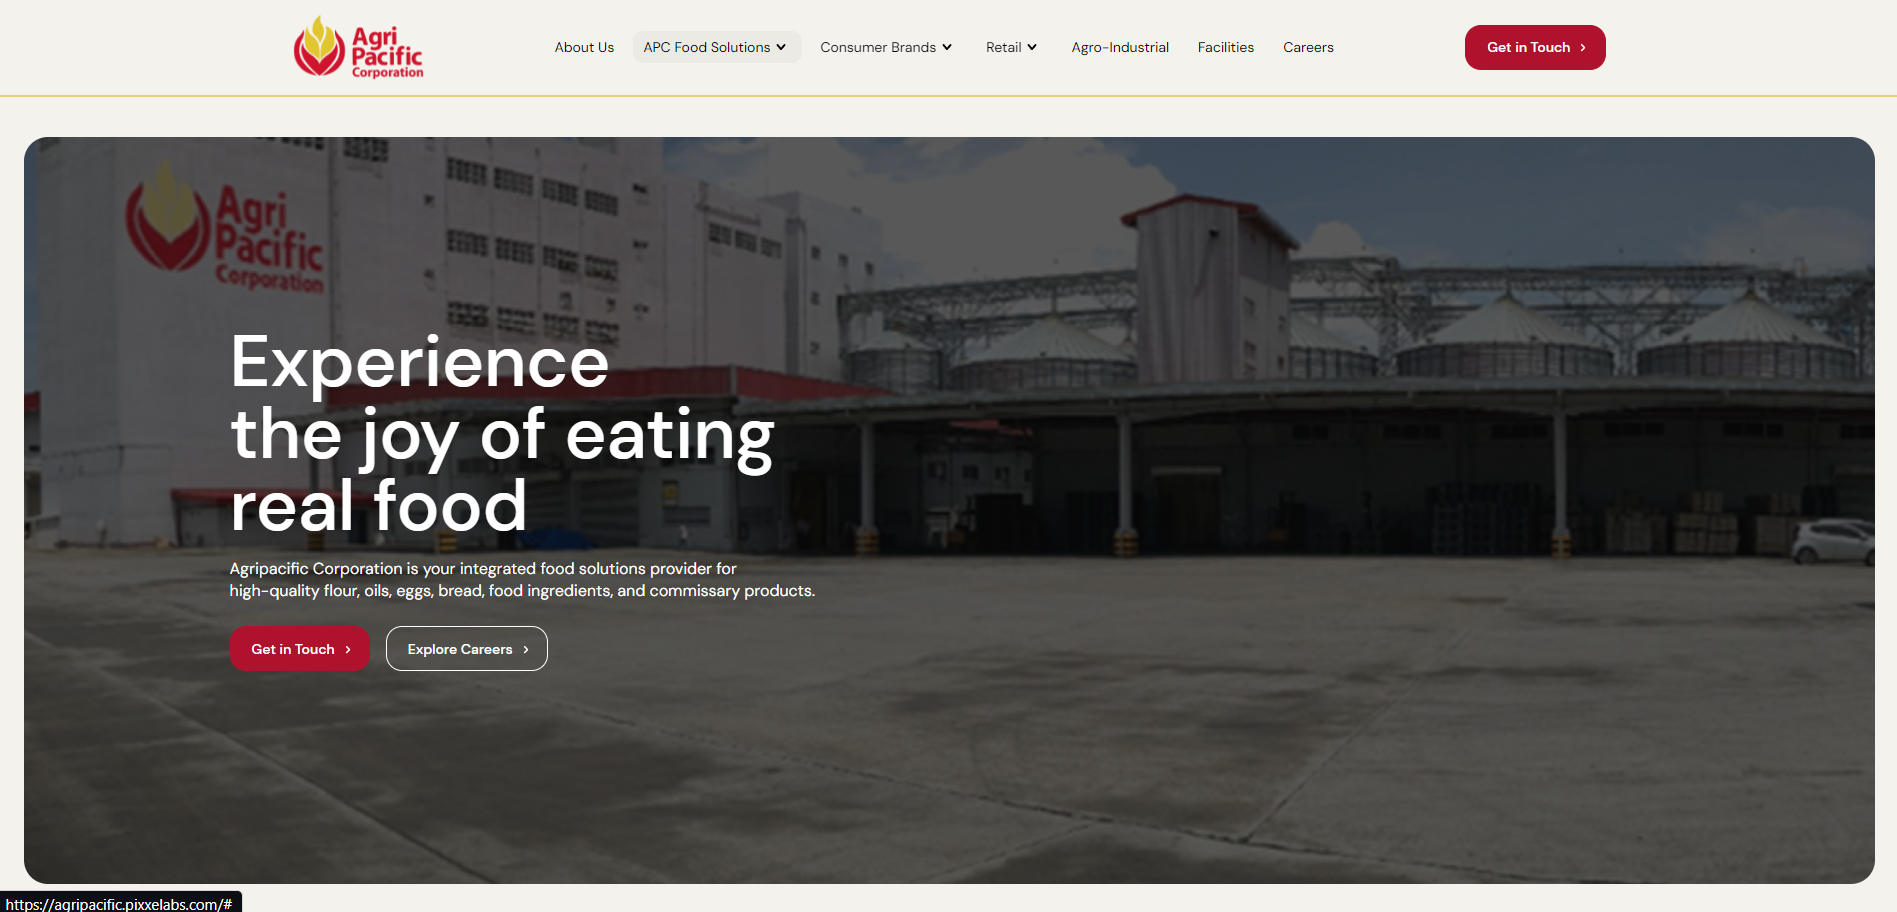 Agri
Pacific
Corporation
About Us
APC Food Solutions
Consumer Brands
Retail
Agro-Industrial
Facilities
Careers
Get in Touch
Agri
Pacific
Corporation
Experience
the joy of eating
real food
Agripacific Corporation is your integrated food solutions provider for
high-quality flour, oils, eggs, bread, food ingredients, and commissary products.
Get in Touch
Explore Careers
https://agripacific.pixxelabs.com/#